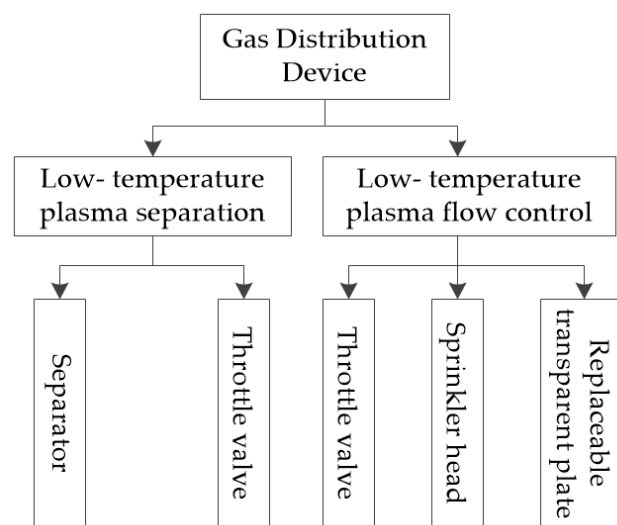 Gas Distribution
Device
Low- temperature
plasma separation
Low- temperature
plasma flow control
Separator
Throttle valve
Throttle valve
Sprinkler head
Replaceable
transparent plate